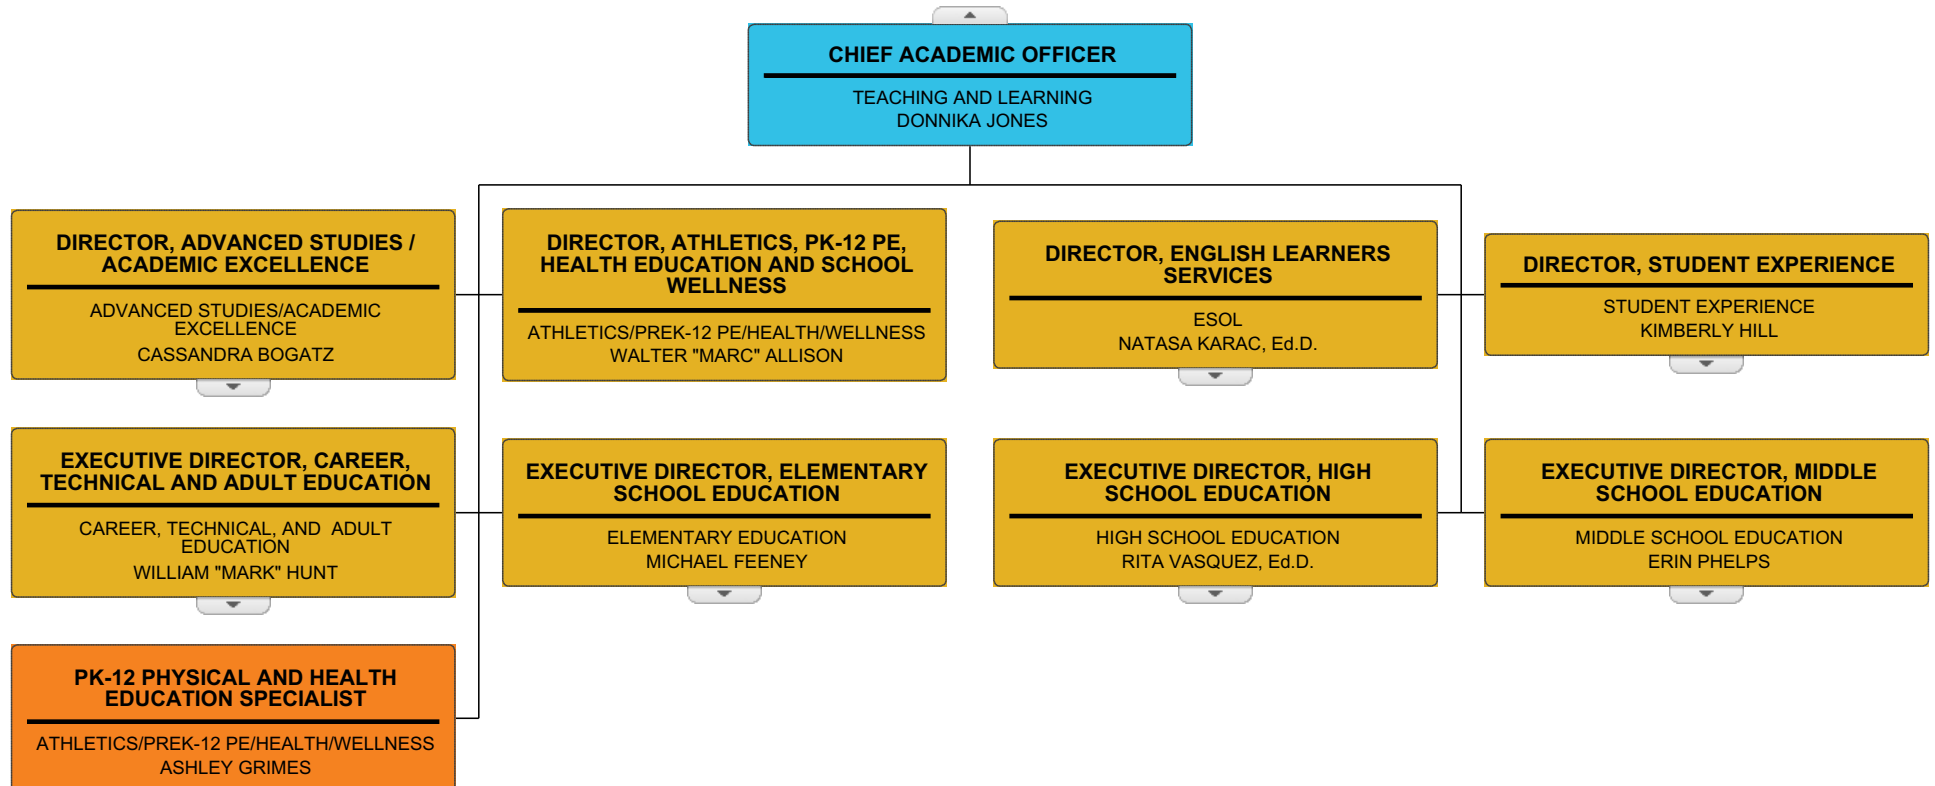 CHIEF ACADEMIC OFFICER
TEACHING AND LEARNING
DONNIKA JONES
DIRECTOR, ADVANCED STUDIES /
ACADEMIC EXCELLENCE
ADVANCED STUDIES/ACADEMIC
EXCELLENCE
CASSANDRA BOGATZ
DIRECTOR, ATHLETICS, PK-12 PE,
HEALTH EDUCATION AND SCHOOL
WELLNESS
ATHLETICS/PREK-12 PE/HEALTH/WELLNESS
WALTER "MARC" ALLISON
DIRECTOR, ENGLISH LEARNERS
SERVICES
ESOL
NATASA KARAC, Ed.D.
DIRECTOR, STUDENT EXPERIENCE
STUDENT EXPERIENCE
KIMBERLY HILL
EXECUTIVE DIRECTOR, CAREER,
TECHNICAL AND ADULT EDUCATION
CAREER, TECHNICAL, AND ADULT
EDUCATION
WILLIAM "MARK" HUNT
EXECUTIVE DIRECTOR, ELEMENTARY
SCHOOL EDUCATION
ELEMENTARY EDUCATION
MICHAEL FEENEY
EXECUTIVE DIRECTOR, HIGH
SCHOOL EDUCATION
HIGH SCHOOL EDUCATION
RITA VASQUEZ, Ed.D.
EXECUTIVE DIRECTOR, MIDDLE
SCHOOL EDUCATION
MIDDLE SCHOOL EDUCATION
ERIN PHELPS
PK-12 PHYSICAL AND HEALTH
EDUCATION SPECIALIST
ATHLETICS/PREK-12 PE/HEALTH/WELLNESS
ASHLEY GRIMES